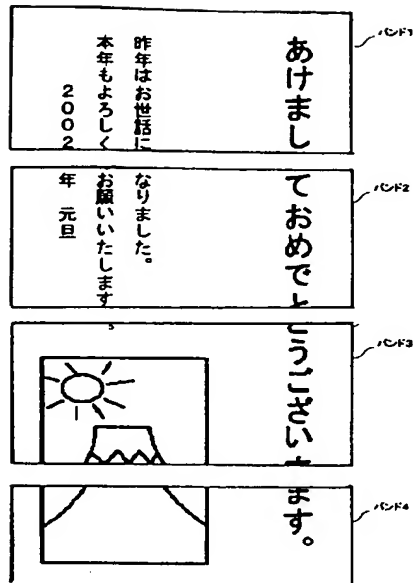 あけましておめでとうございます。
昨年はお世話になりました。
本年もよろしくお願いいたします
2002年 元旦
バンド1
バンド2
バンド3
バンド4